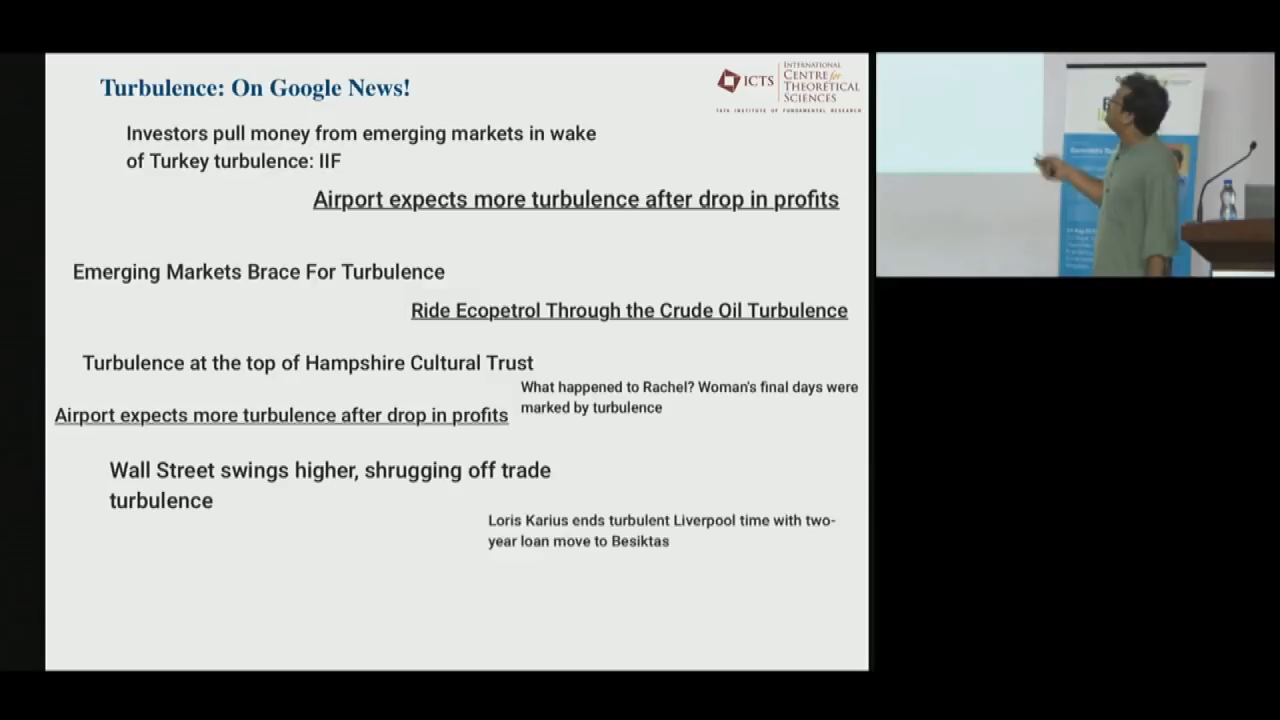 Turbulence: On Google News!
ICTS
INTERNATIONAL
CENTRE for
THEORETICAL
SCIENCES
TATA INSTITUTE OF FUNDAMENTAL RESEARCH
Investors pull money from emerging markets in wake
of Turkey turbulence: IIF
Airport expects more turbulence after drop in profits
Emerging Markets Brace For Turbulence
Ride Ecopetrol Through the Crude Oil Turbulence
Turbulence at the top of Hampshire Cultural Trust
What happened to Rachel? Woman's final days were
marked by turbulence
Airport expects more turbulence after drop in profits
Wall Street swings higher, shrugging off trade
turbulence
Loris Karius ends turbulent Liverpool time with two-
year loan move to Besiktas